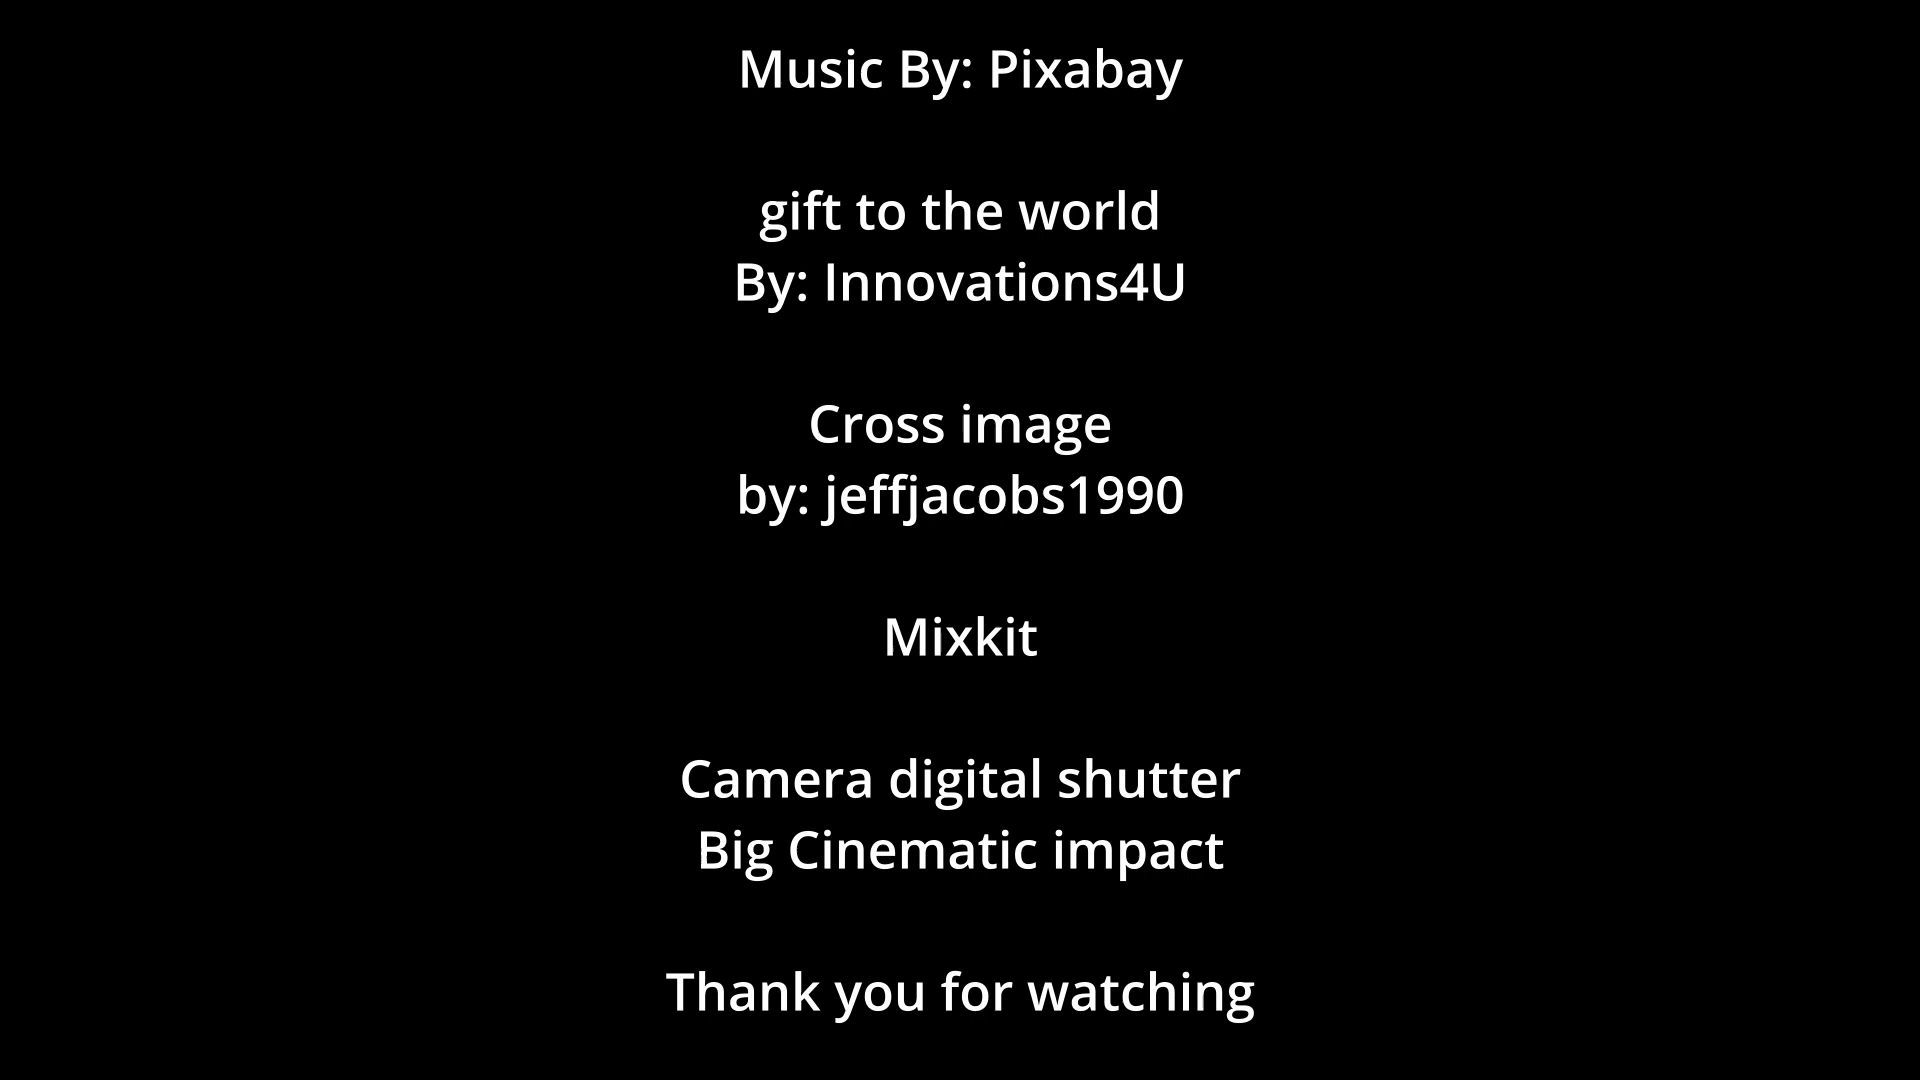 Music By: Pixabay
gift to the world
By: Innovations4U
Cross image
by: jeffjacobs1990
Mixkit
Camera digital shutter
Big Cinematic impact
Thank you for watching